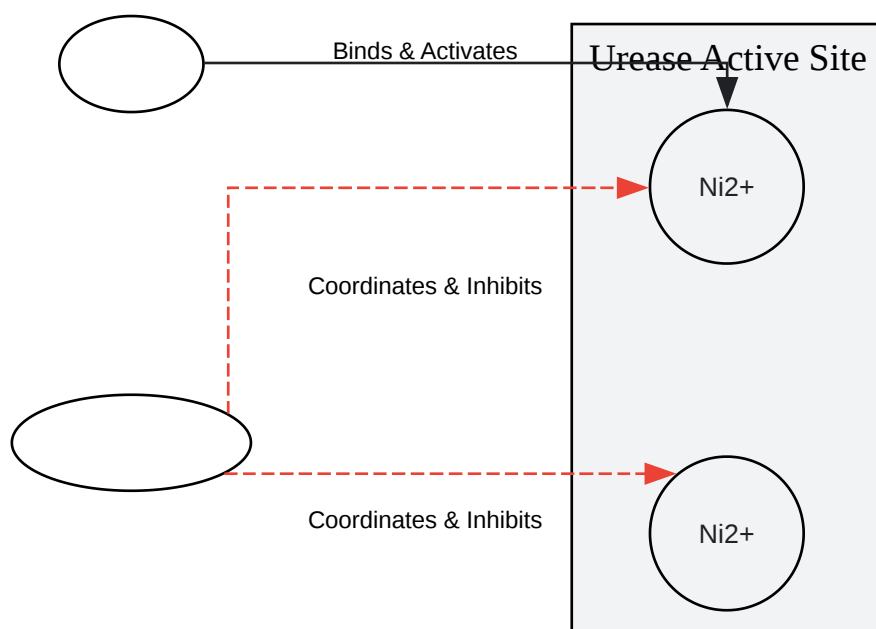 Binds & Activates
Urease Active Site
Ni2+
Coordinates & Inhibits
Ni2+
Coordinates & Inhibits